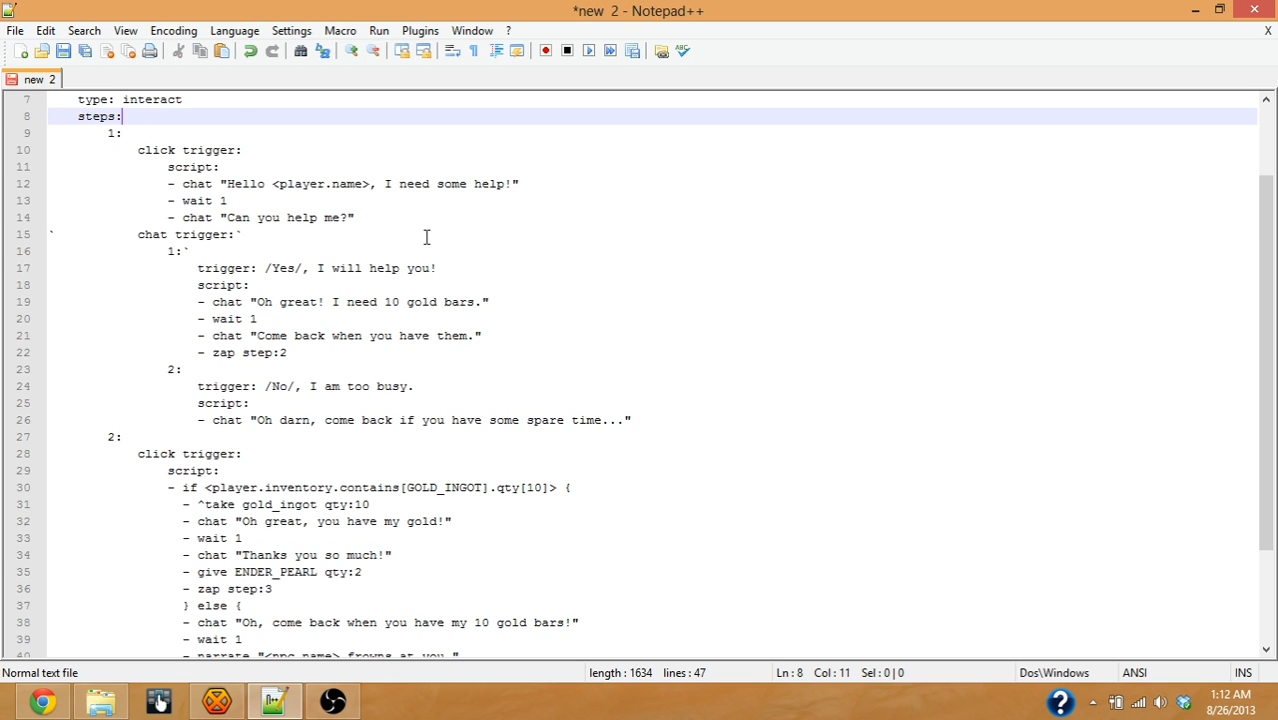 *new  2 - Notepad++
File Edit Search View Encoding Language Settings Macro Run Plugins Window ? X
new 2
7 type: interact
8 steps:
9 1:
10 click trigger:
11 script:
12 - chat "Hello <player.name>, I need some help!"
13 - wait 1
14 - chat "Can you help me?"
15 ` chat trigger:`
16 1:`
17 trigger: /Yes/, I will help you!
18 script:
19 - chat "Oh great! I need 10 gold bars."
20 - wait 1
21 - chat "Come back when you have them."
22 - zap step:2
23 2:
24 trigger: /No/, I am too busy.
25 script:
26 - chat "Oh darn, come back if you have some spare time..."
27 2:
28 click trigger:
29 script:
30 - if <player.inventory.contains[GOLD_INGOT].qty[10]> {
31 - ^take gold_ingot qty:10
32 - chat "Oh great, you have my gold!"
33 - wait 1
34 - chat "Thanks you so much!"
35 - give ENDER_PEARL qty:2
36 - zap step:3
37 } else {
38 - chat "Oh, come back when you have my 10 gold bars!"
39 - wait 1
40 - narrate "<npc.name> frowns at you."
Normal text file length : 1634 lines : 47 Ln : 8 Col : 11 Sel : 0 | 0 Dos\Windows ANSI INS
1:12 AM
8/26/2013